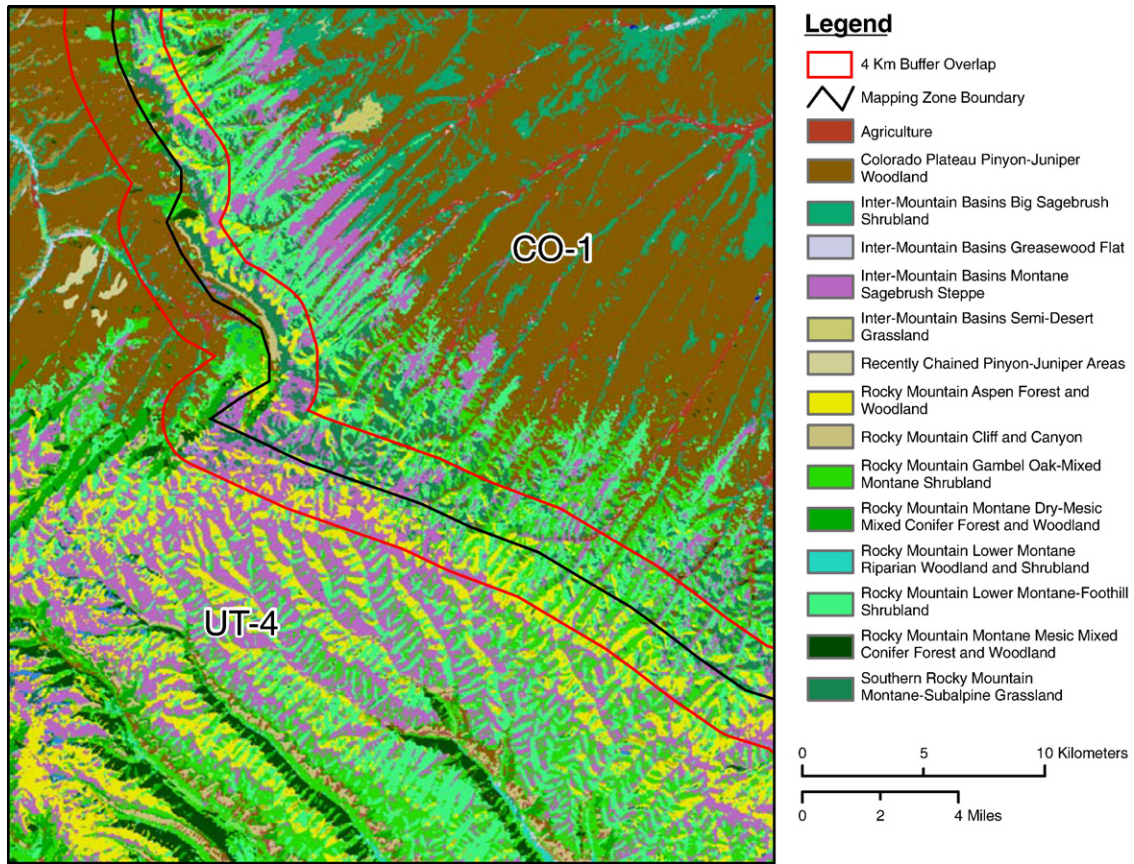 CO-1
UT-4
Legend
4 Km Buffer Overlap
Mapping Zone Boundary
Agriculture
Colorado Plateau Pinyon-Juniper
Woodland
Inter-Mountain Basins Big Sagebrush
Shrubland
Inter-Mountain Basins Greasewood Flat
Inter-Mountain Basins Montane
Sagebrush Steppe
Inter-Mountain Basins Semi-Desert
Grassland
Recently Chained Pinyon-Juniper Areas
Rocky Mountain Aspen Forest and
Woodland
Rocky Mountain Cliff and Canyon
Rocky Mountain Gambel Oak-Mixed
Montane Shrubland
Rocky Mountain Montane Dry-Mesic
Mixed Conifer Forest and Woodland
Rocky Mountain Lower Montane
Riparian Woodland and Shrubland
Rocky Mountain Lower Montane-Foothill
Shrubland
Rocky Mountain Montane Mesic Mixed
Conifer Forest and Woodland
Southern Rocky Mountain
Montane-Subalpine Grassland
0 5 10 Kilometers
0 2 4 Miles